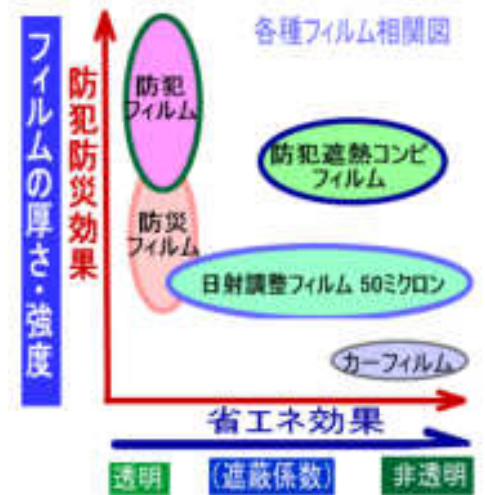 各種フィルム相関図
フィルムの厚さ・強度
防犯防災効果
防犯
フィルム
防犯遮熱コンビ
フィルム
防災
フィルム
日射調整フィルム 50ミクロン
カーフィルム
省エネ効果
透明
(遮蔽係数)
非透明